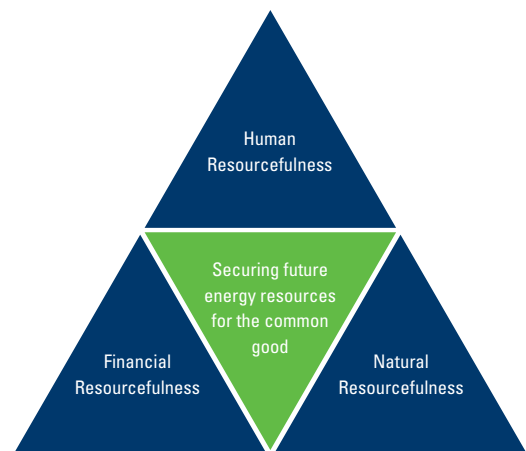 Human
Resourcefulness
Securing future
energy resources
for the common
good
Financial
Resourcefulness
Natural
Resourcefulness